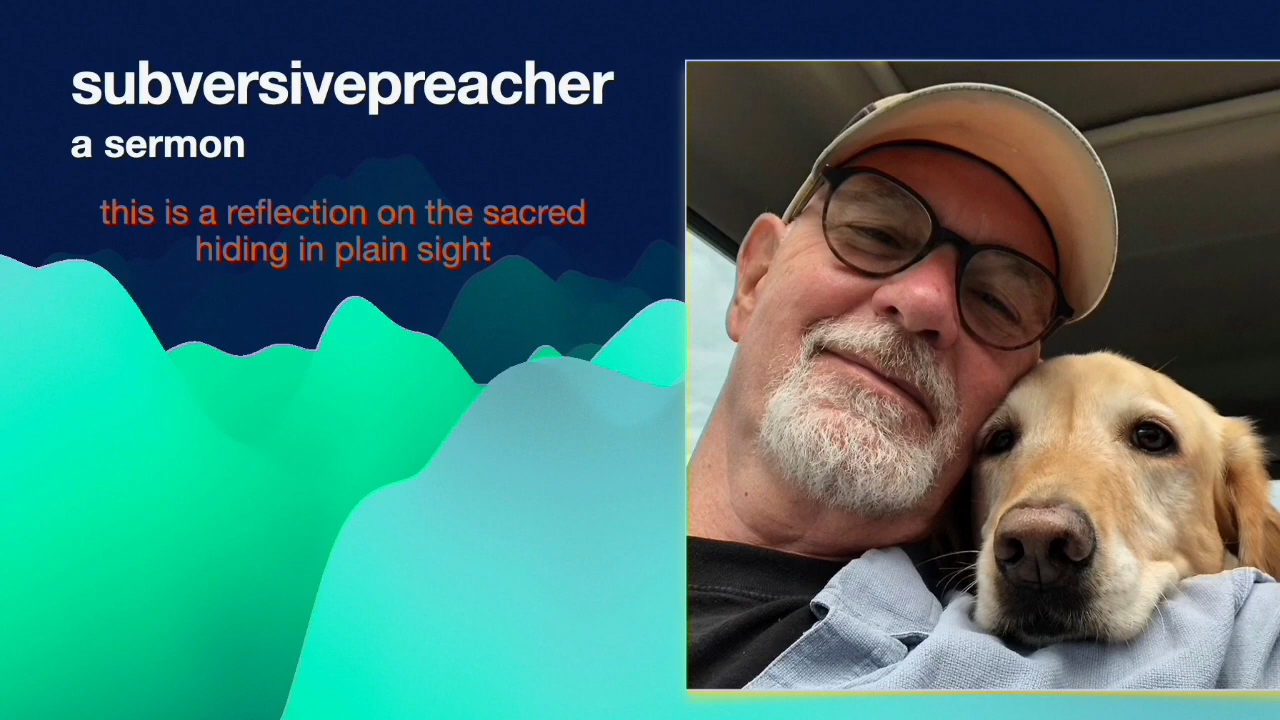 subversivepreacher
a sermon
this is a reflection on the sacred
hiding in plain sight